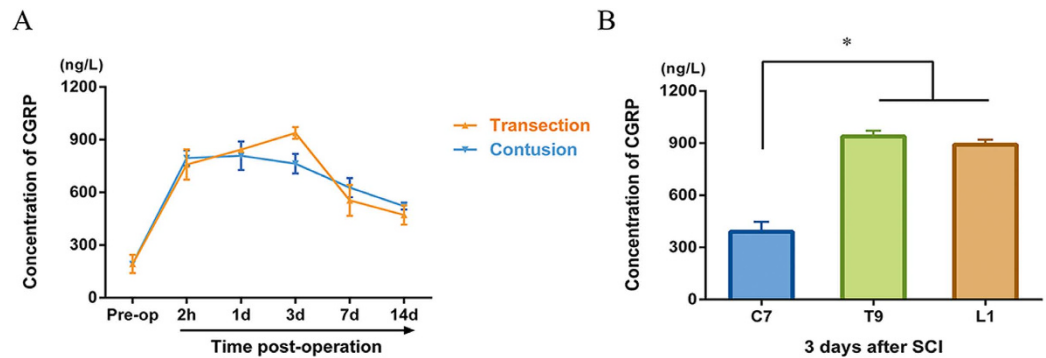 A
(ng/L)
Concentration of CGRP
1200
900
600
300
0
Pre-op 2h 1d 3d 7d 14d
Time post-operation
Transection
Contusion
B
*
(ng/L)
Concentration of CGRP
1200
900
600
300
0
C7 T9 L1
3 days after SCI